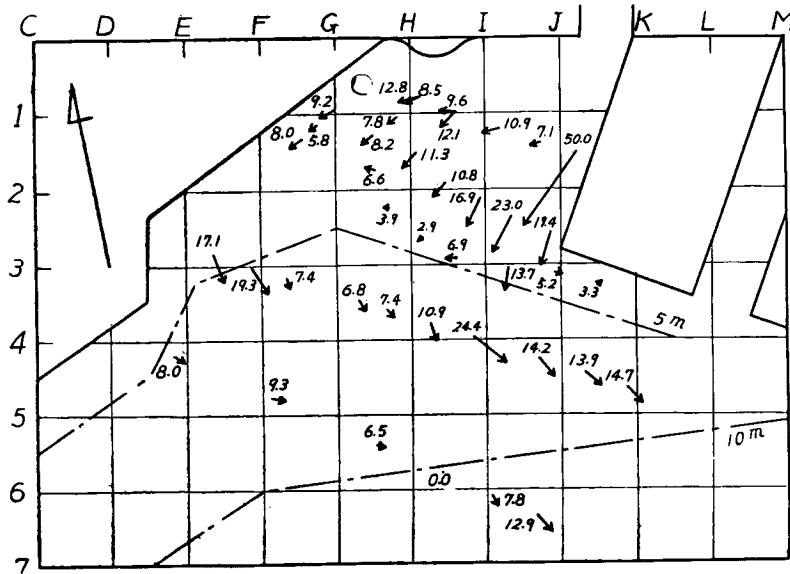 C D E F G H I J K L M
12.8 8.5
9.2 9.6
1
8.0 5.8 7.8 12.1 10.9 7.1 50.0
8.2 11.3
6.6 10.8
2 16.9 23.0
3.9 2.9 19.4
17.1 6.9
3 19.3 7.4 13.7 5.2 3.3
6.8 7.4 10.9 5 m
4 24.4
8.0 14.2 13.9
9.3 14.7
5
6.5 10 m
6 0.0 7.8
12.9
7